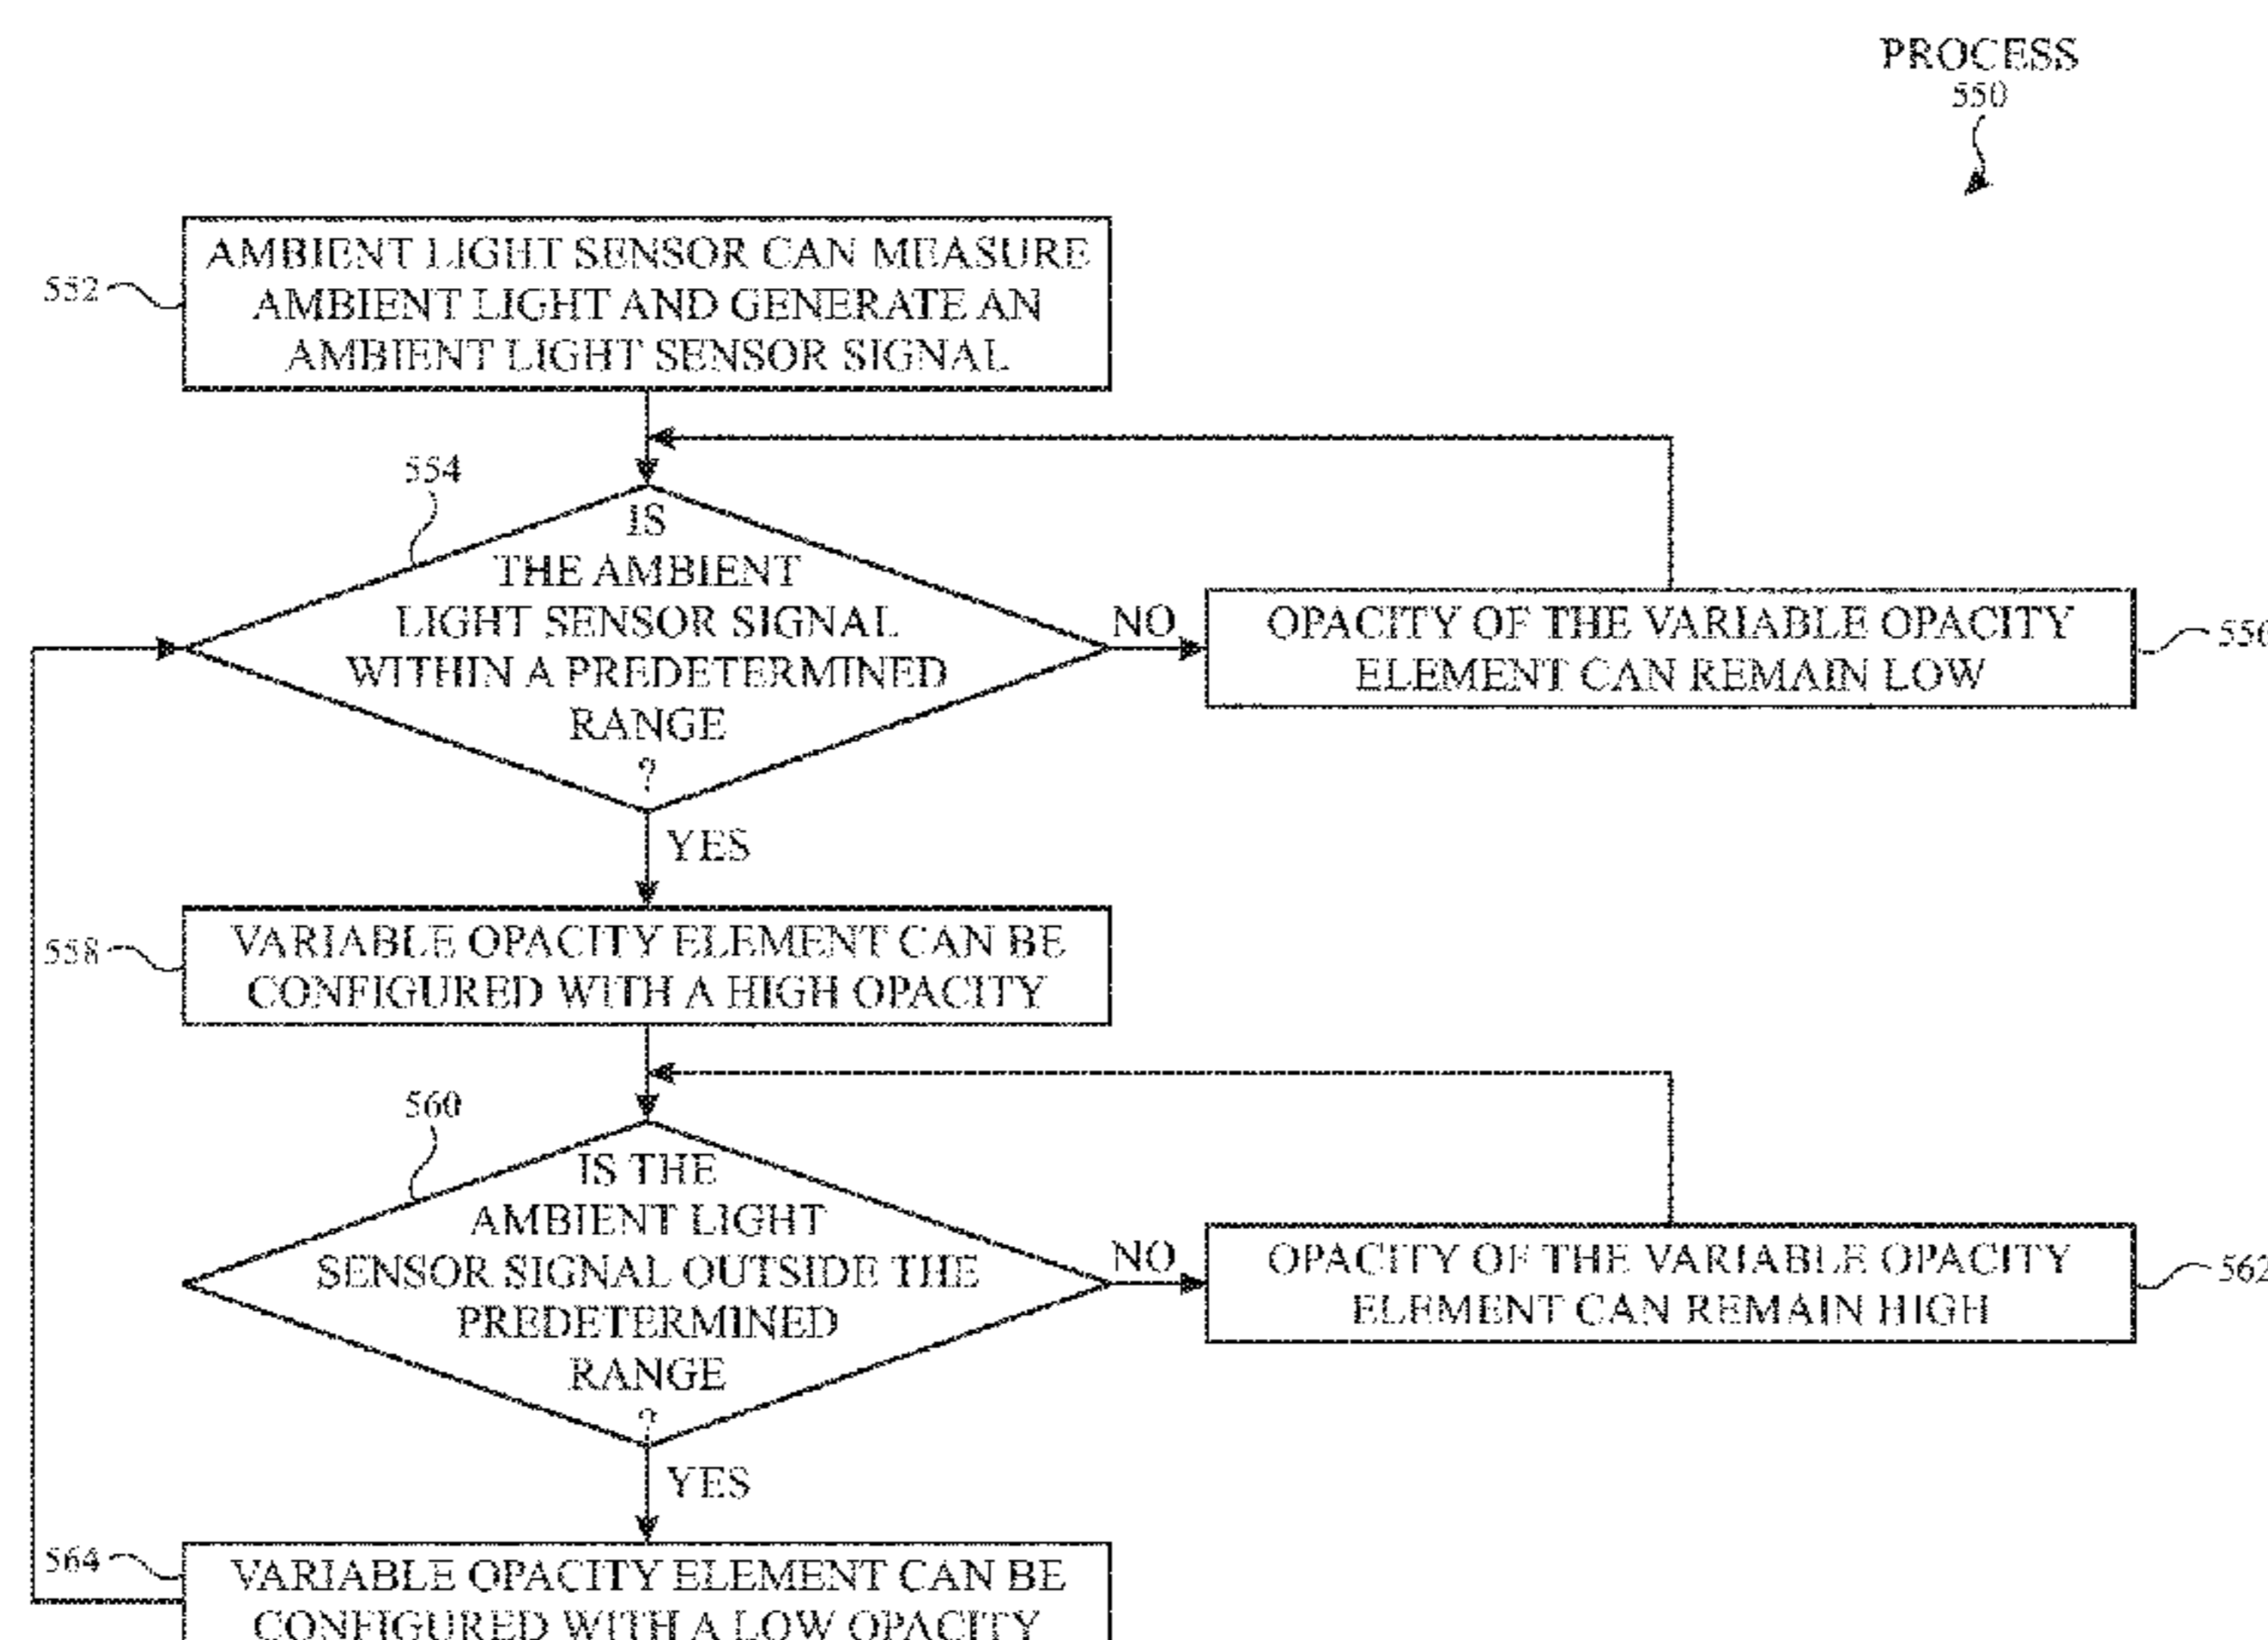 PROCESS
550
552
AMBIENT LIGHT SENSOR CAN MEASURE
AMBIENT LIGHT AND GENERATE AN
AMBIENT LIGHT SENSOR SIGNAL
554
IS
THE AMBIENT
LIGHT SENSOR SIGNAL
WITHIN A PREDETERMINED
RANGE
?
NO
OPACITY OF THE VARIABLE OPACITY
ELEMENT CAN REMAIN LOW
YES
558
VARIABLE OPACITY ELEMENT CAN BE
CONFIGURED WITH A HIGH OPACITY
560
IS THE
AMBIENT LIGHT
SENSOR SIGNAL OUTSIDE THE
PREDETERMINED
RANGE
?
NO
OPACITY OF THE VARIABLE OPACITY
ELEMENT CAN REMAIN HIGH
562
YES
564
VARIABLE OPACITY ELEMENT CAN BE
CONFIGURED WITH A LOW OPACITY